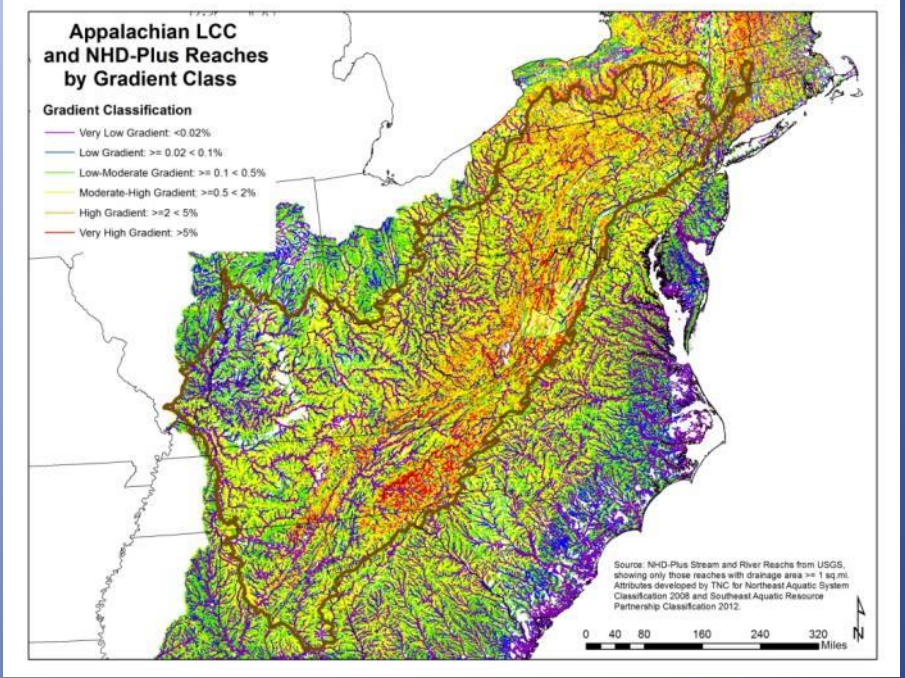 Appalachian LCC
and NHD-Plus Reaches
by Gradient Class
Gradient Classification
Very Low Gradient: <0.02%
Low Gradient: >= 0.02 < 0.1%
Low-Moderate Gradient: >= 0.1 < 0.5%
Moderate-High Gradient: >=0.5 < 2%
High Gradient: >=2 < 5%
Very High Gradient: >5%
Source: NHD-Plus Stream and River Reachs from USGS,
showing only those reaches with drainage area >= 1 sq.mi.
Attributes developed by TNC for Northeast Aquatic System
Classification 2008 and Southeast Aquatic Resource
Partnership Classification 2012.
N
0 40 80 160 240 320
Miles